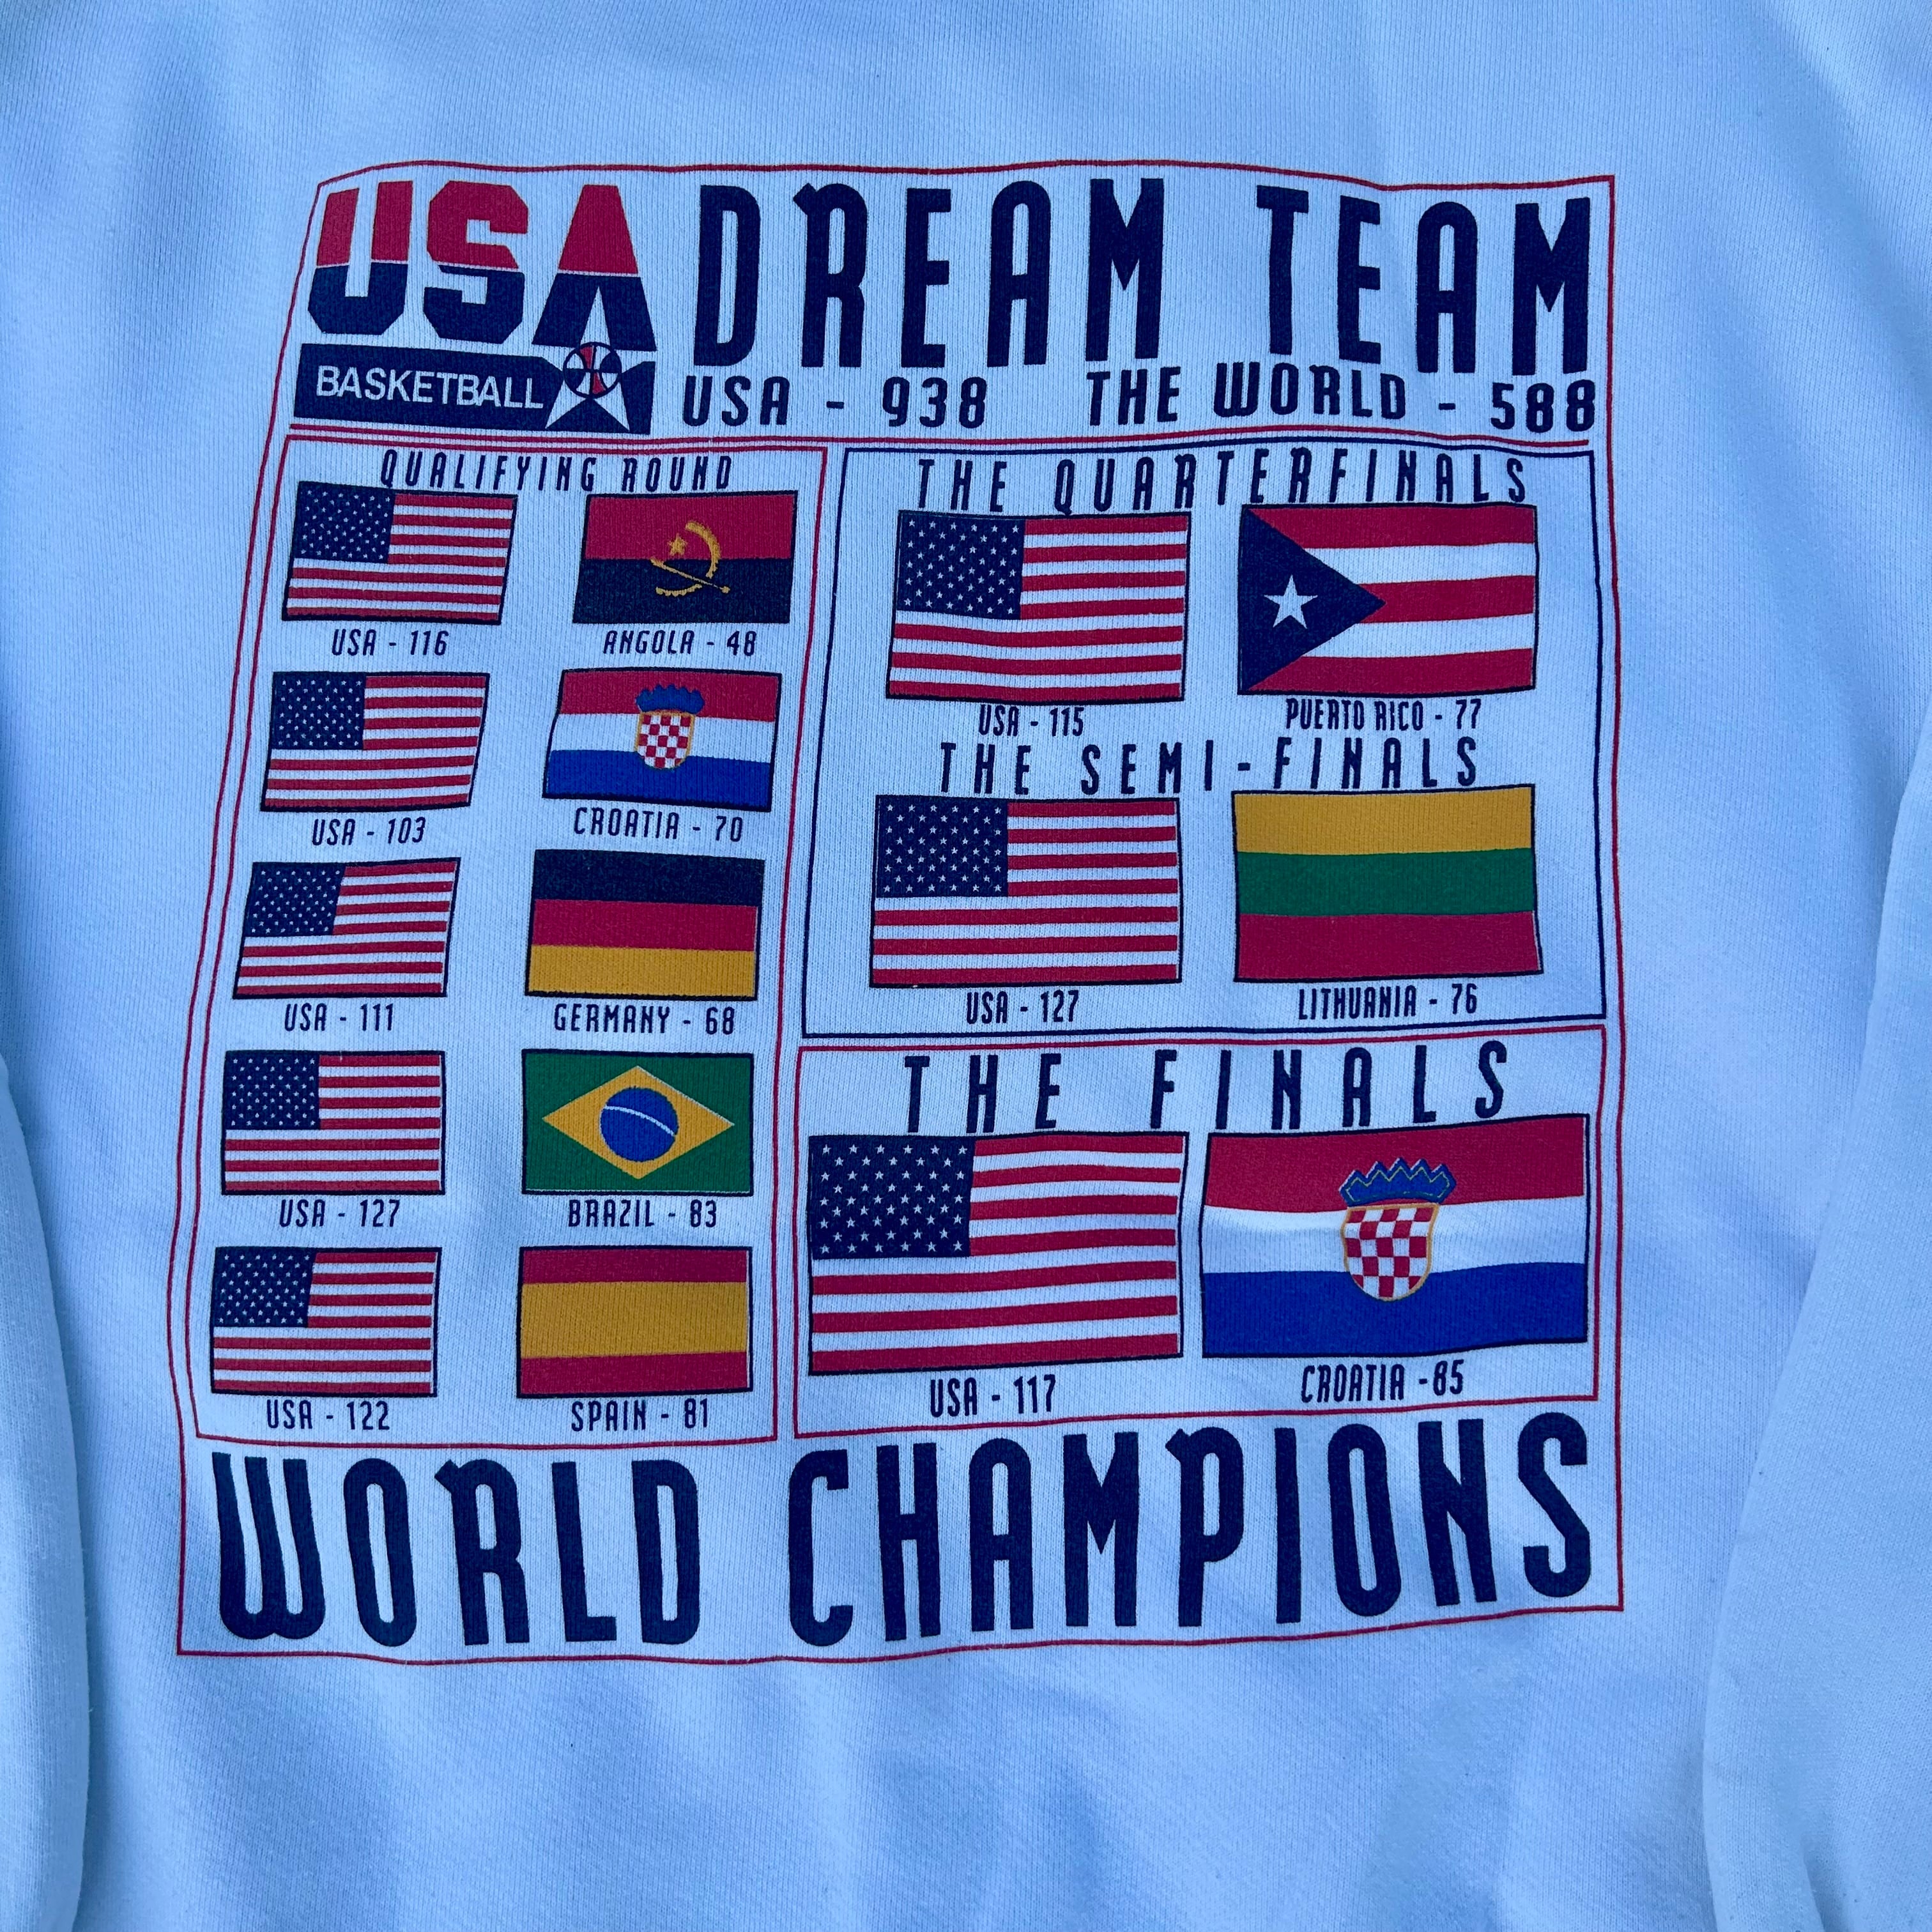 USA DREAM TEAM
BASKETBALL
USA - 938 THE WORLD - 588
QUALIFYING ROUND
USA - 116 ANGOLA - 48
USA - 103 CROATIA - 70
USA - 111 GERMANY - 68
USA - 127 BRAZIL - 83
USA - 122 SPAIN - 81
THE QUARTERFINALS
USA - 115 PUERTO RICO - 77
THE SEMI-FINALS
USA - 127 LITHUANIA - 76
THE FINALS
USA - 117 CROATIA -85
WORLD CHAMPIONS